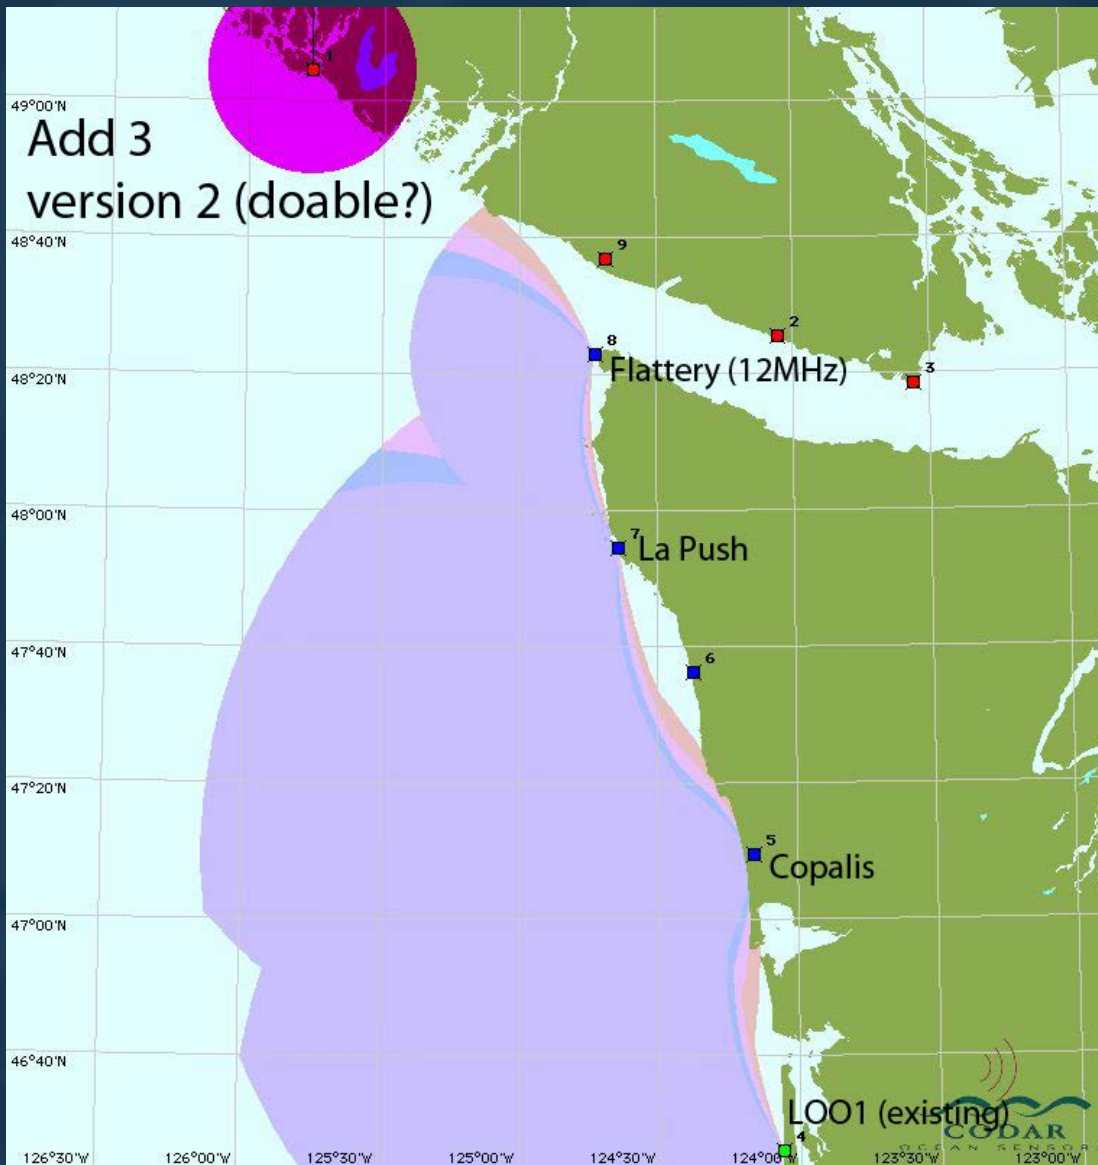 1
49°00'N
Add 3
version 2 (doable?)
48°40'N
9
2
8
Flattery (12MHz)
3
48°20'N
48°00'N
7
La Push
47°40'N
6
47°20'N
5
Copalis
47°00'N
46°40'N
LOO1 (existing)
4
CODAR
OCEAN SENSORS
126°30'W 126°00'W 125°30'W 125°00'W 124°30'W 124°00'W 123°30'W 123°00'W